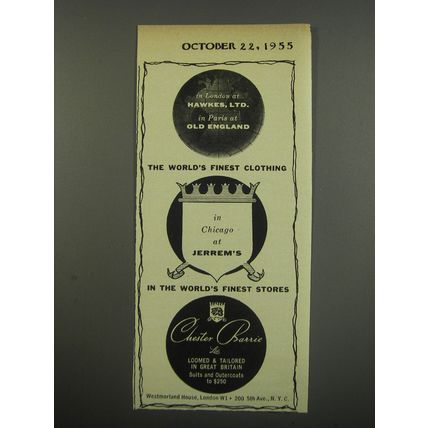 OCTOBER 22, 1955
in London at
HAWKES, LTD.
in Paris at
OLD ENGLAND
THE WORLD'S FINEST CLOTHING
in
Chicago
at
JERREM'S
IN THE WORLD'S FINEST STORES
Chester Barrie
Ltd.
LOOMED & TAILORED
IN GREAT BRITAIN
Suits and Outercoats
to $250
Westmorland House, London W1 • 200 5th Ave., N.Y.C.